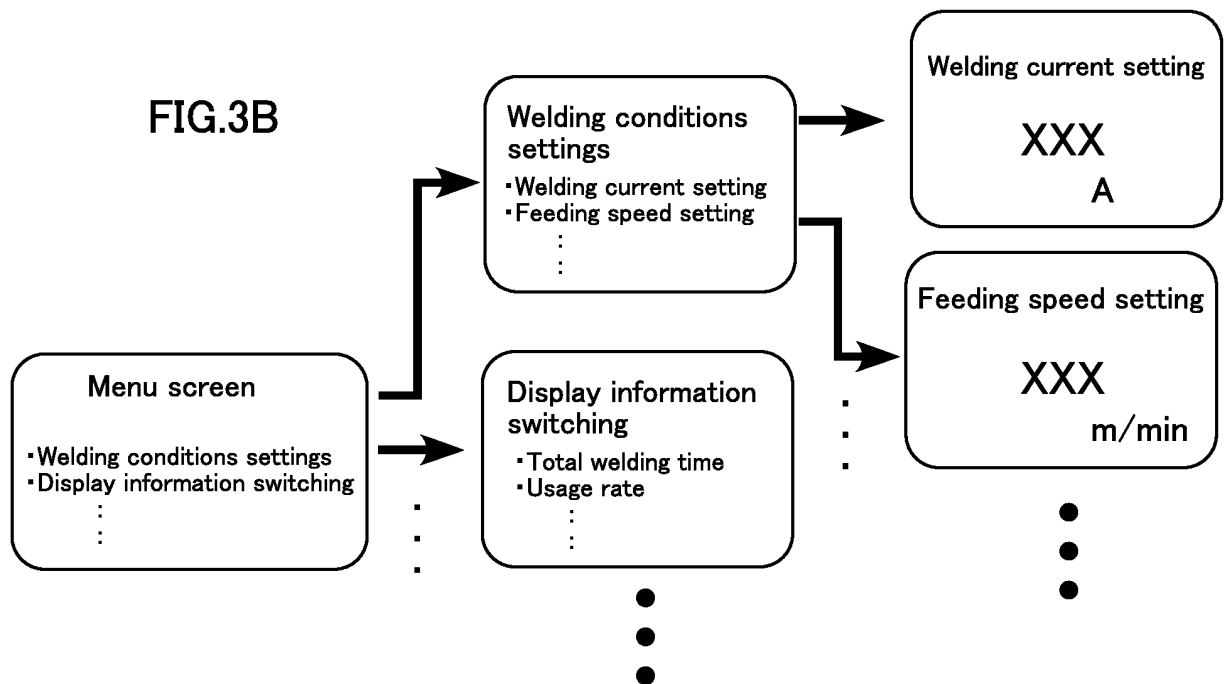 FIG.3B
Menu screen
・Welding conditions settings
・Display information switching
Welding conditions
settings
・Welding current setting
・Feeding speed setting
Display information
switching
・Total welding time
・Usage rate
Welding current setting
XXX
A
Feeding speed setting
XXX
m/min